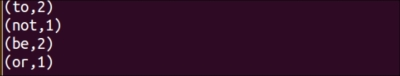 (to,2)
(not,1)
(be,2)
(or,1)